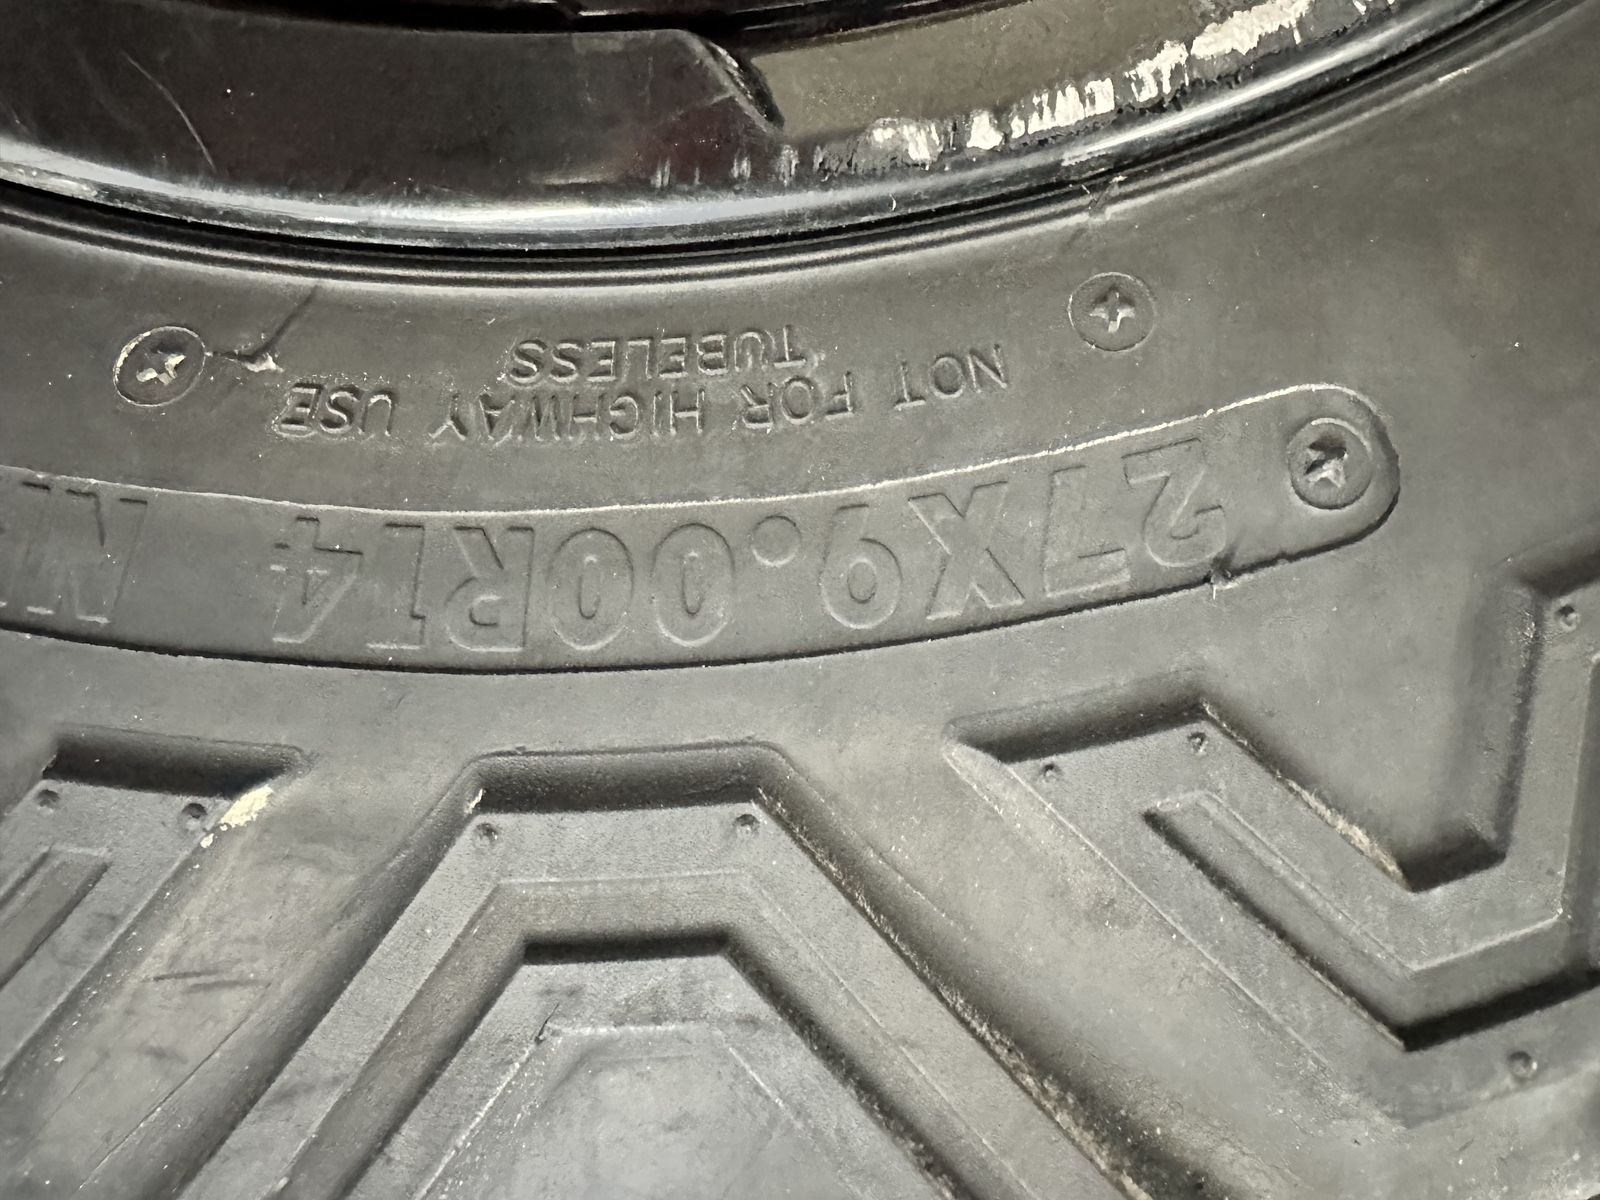 27X9.00R14
NOT FOR HIGHWAY USE
TUBELESS